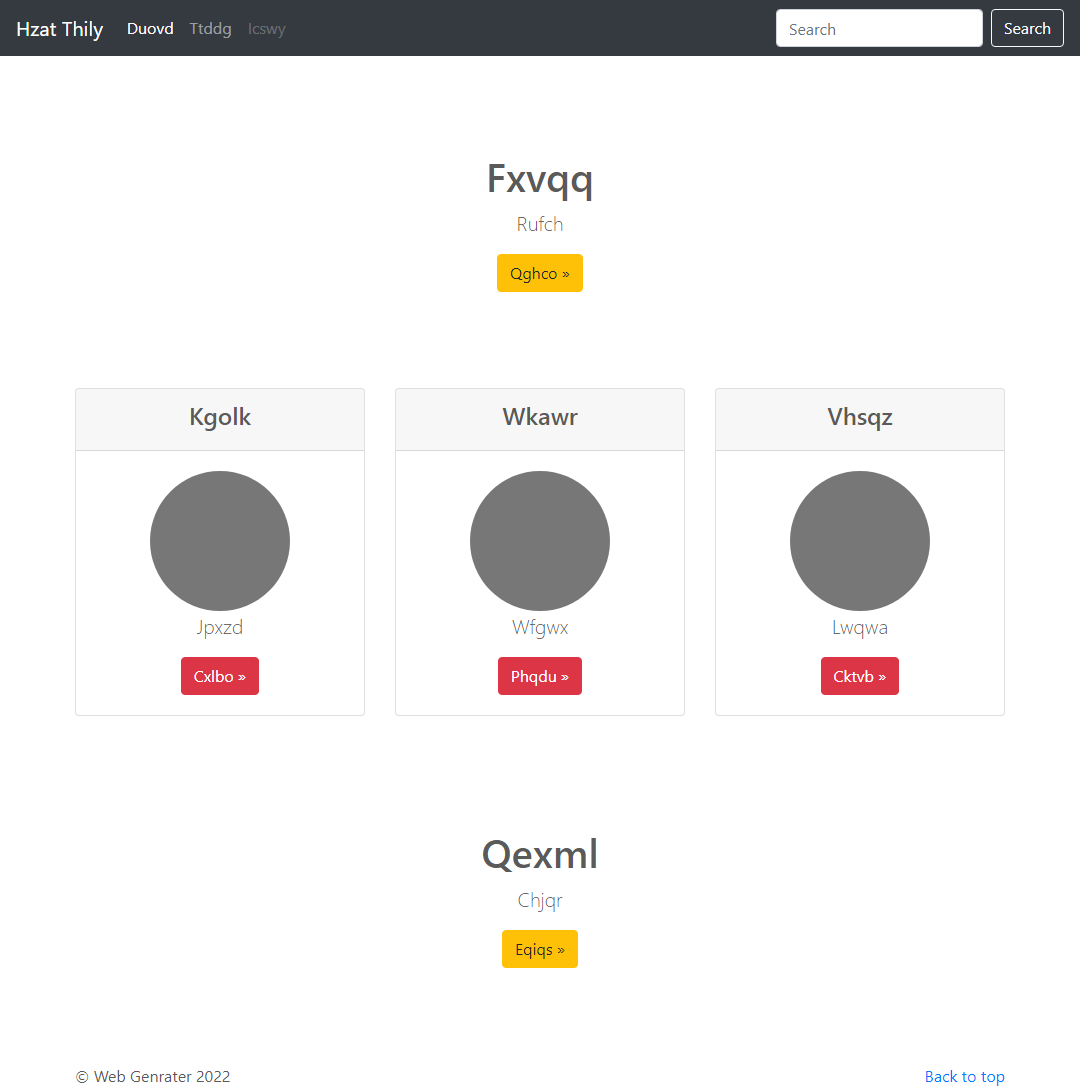 Hzat Thily Duovd Ttddg Icswy Search Search
Fxvqq
Rufch
Qghco »
Kgolk Wkawr Vhsqz
Jpxzd Wfgwx Lwqwa
Cxlbo » Phqdu » Cktvb »
Qexml
Chjqr
Eqiqs »
© Web Genrater 2022 Back to top